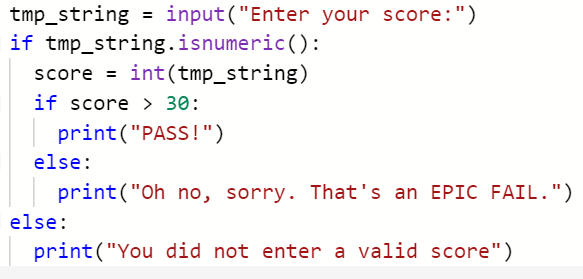 tmp_string = input("Enter your score:")
if tmp_string.isnumeric():
  score = int(tmp_string)
  if score > 30:
    print("PASS!")
  else:
    print("Oh no, sorry. That's an EPIC FAIL.")
else:
  print("You did not enter a valid score")